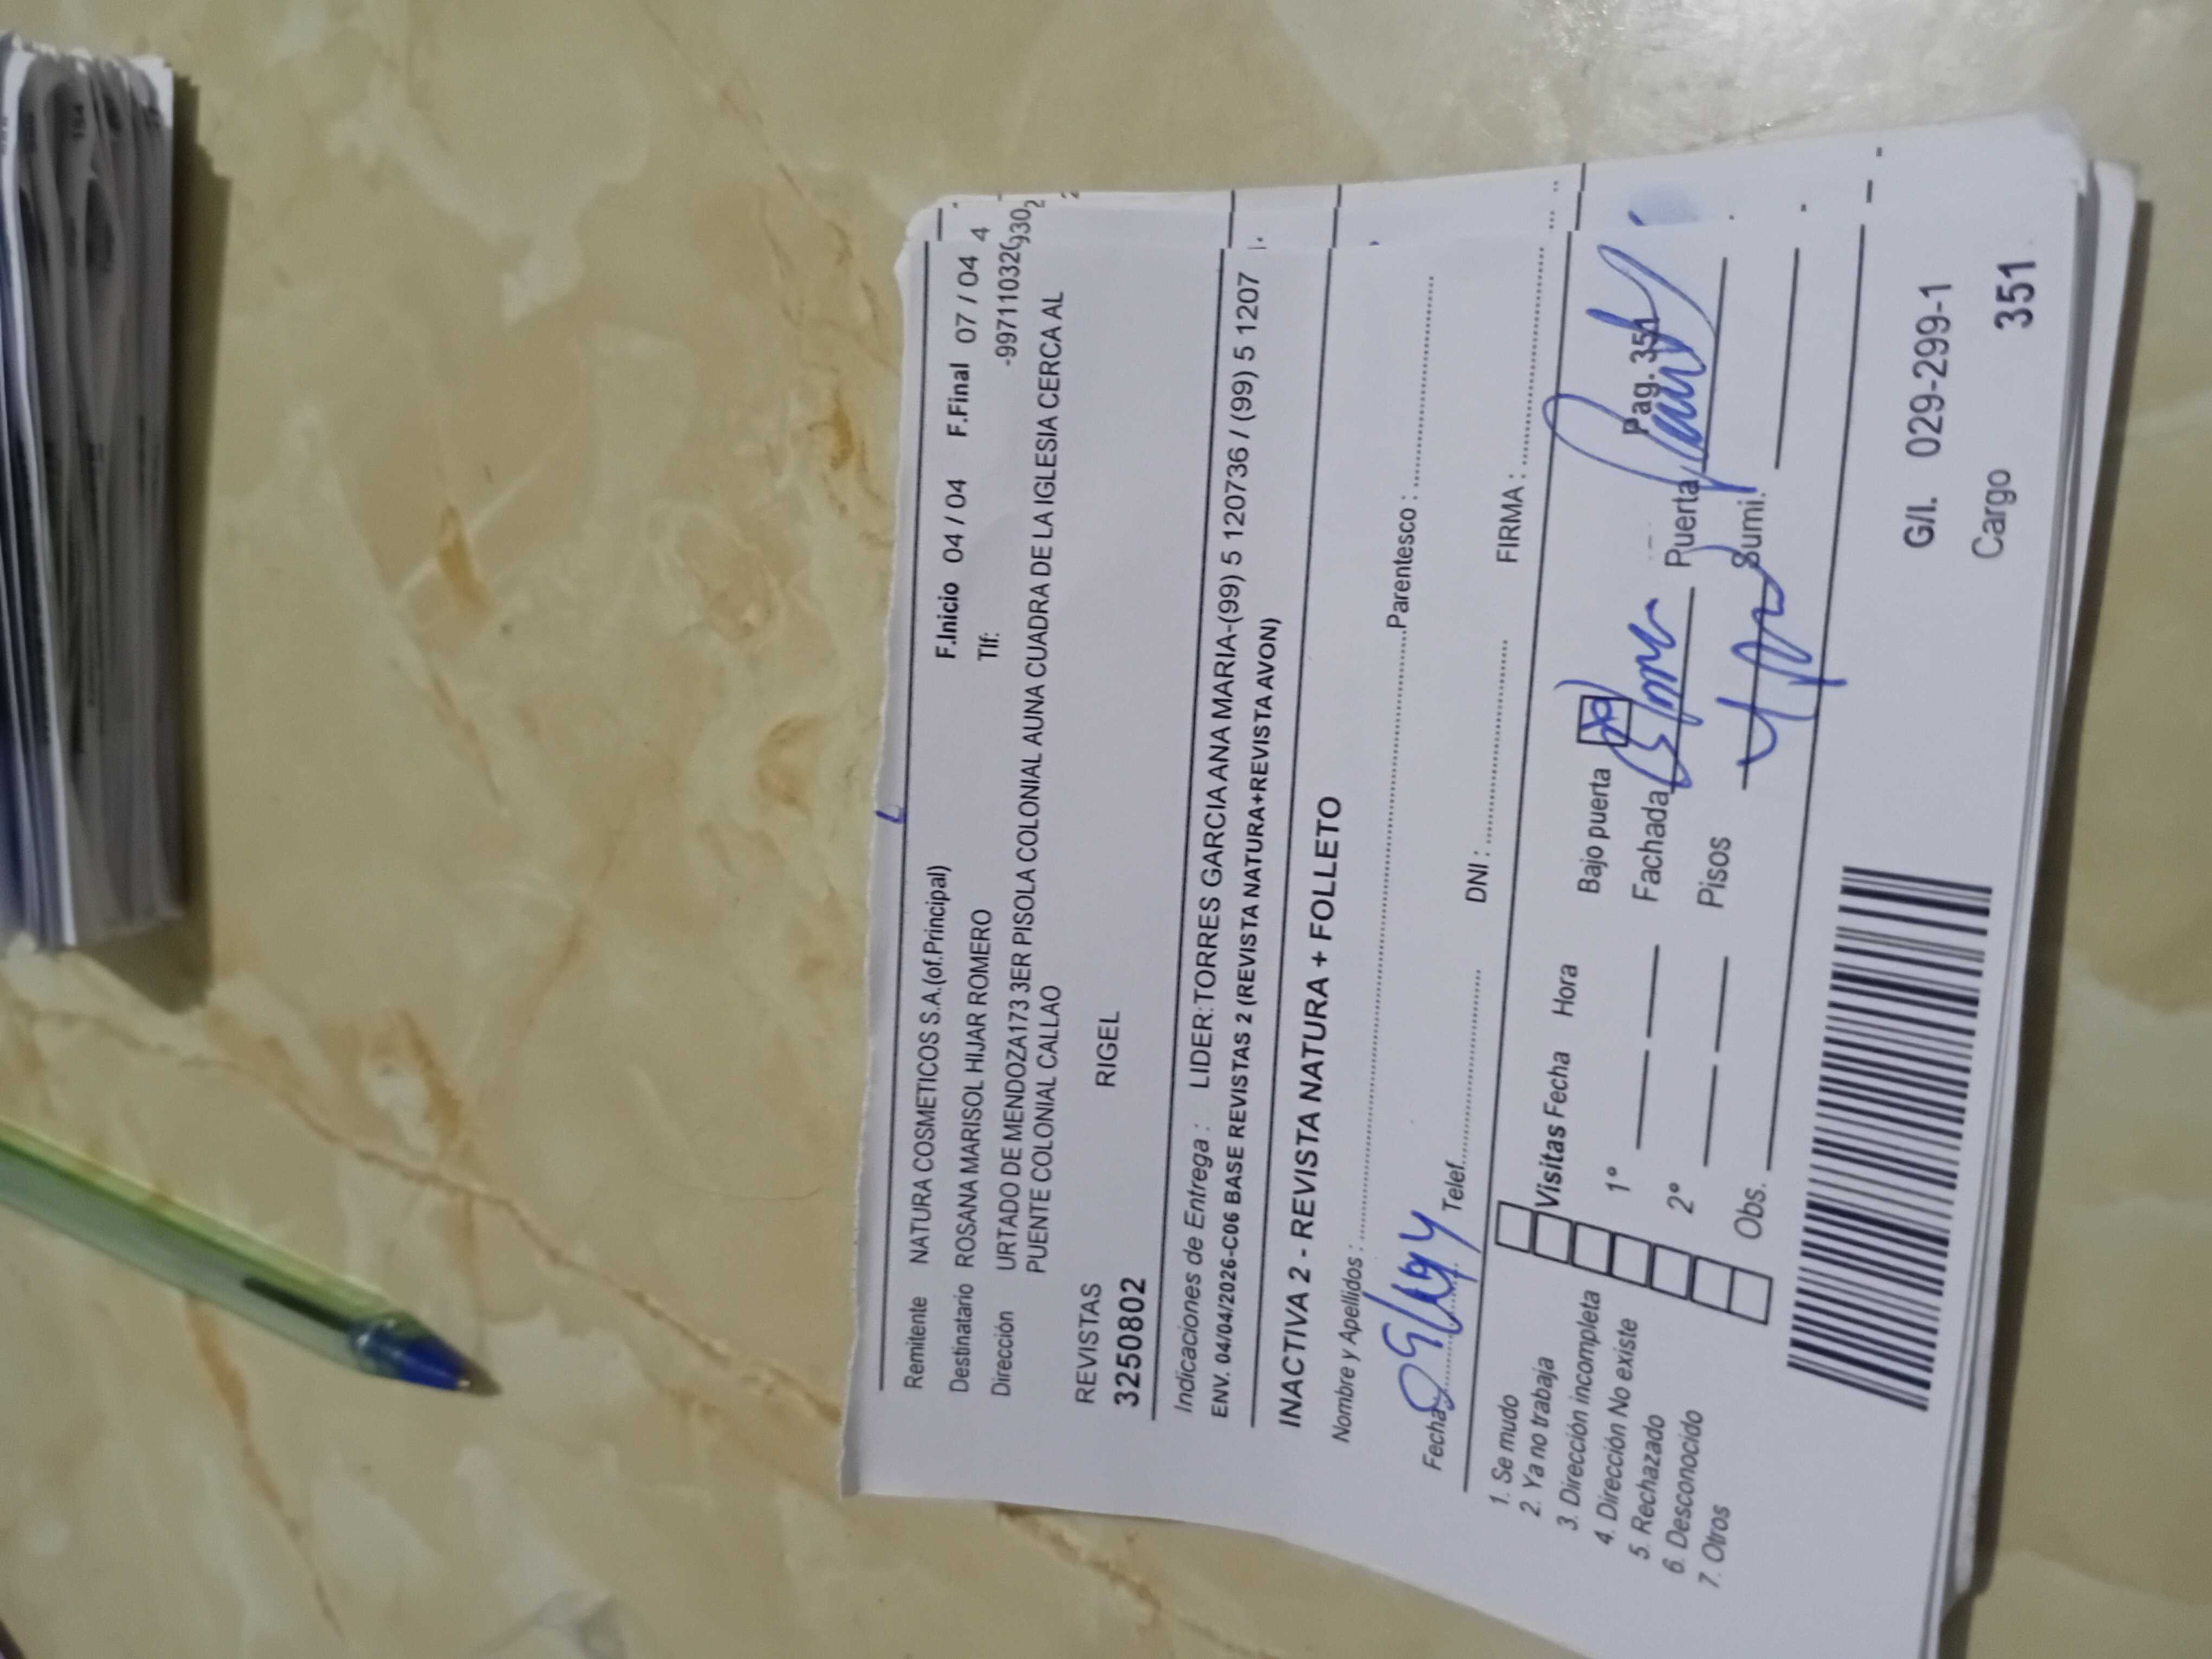 Remitente NATURA COSMETICOS S.A.(of.Principal) F.Inicio 04 / 04 F.Final 07 / 04
Destinatario ROSANA MARISOL HIJAR ROMERO Tlf:
Dirección URTADO DE MENDOZA173 3ER PISOLA COLONIAL AUNA CUADRA DE LA IGLESIA CERCA AL
PUENTE COLONIAL CALLAO
REVISTAS RIGEL
3250802
Indicaciones de Entrega : LIDER:TORRES GARCIA ANA MARIA-(99) 5 120736 / (99) 5 1207
ENV. 04/04/2026-C06 BASE REVISTAS 2 (REVISTA NATURA+REVISTA AVON)
INACTIVA 2 - REVISTA NATURA + FOLLETO
Nombre y Apellidos : Parentesco :
Fecha Telef. DNI : FIRMA :
1. Se mudo
2. Ya no trabaja
3. Dirección incompleta
4. Dirección No existe
5. Rechazado
6. Desconocido
7. Otros
Visitas Fecha Hora
1º
2º
Obs.
Bajo puerta
Fachada Puerta Pag. 351
Pisos Sumi.
G/I. 029-299-1
Cargo 351